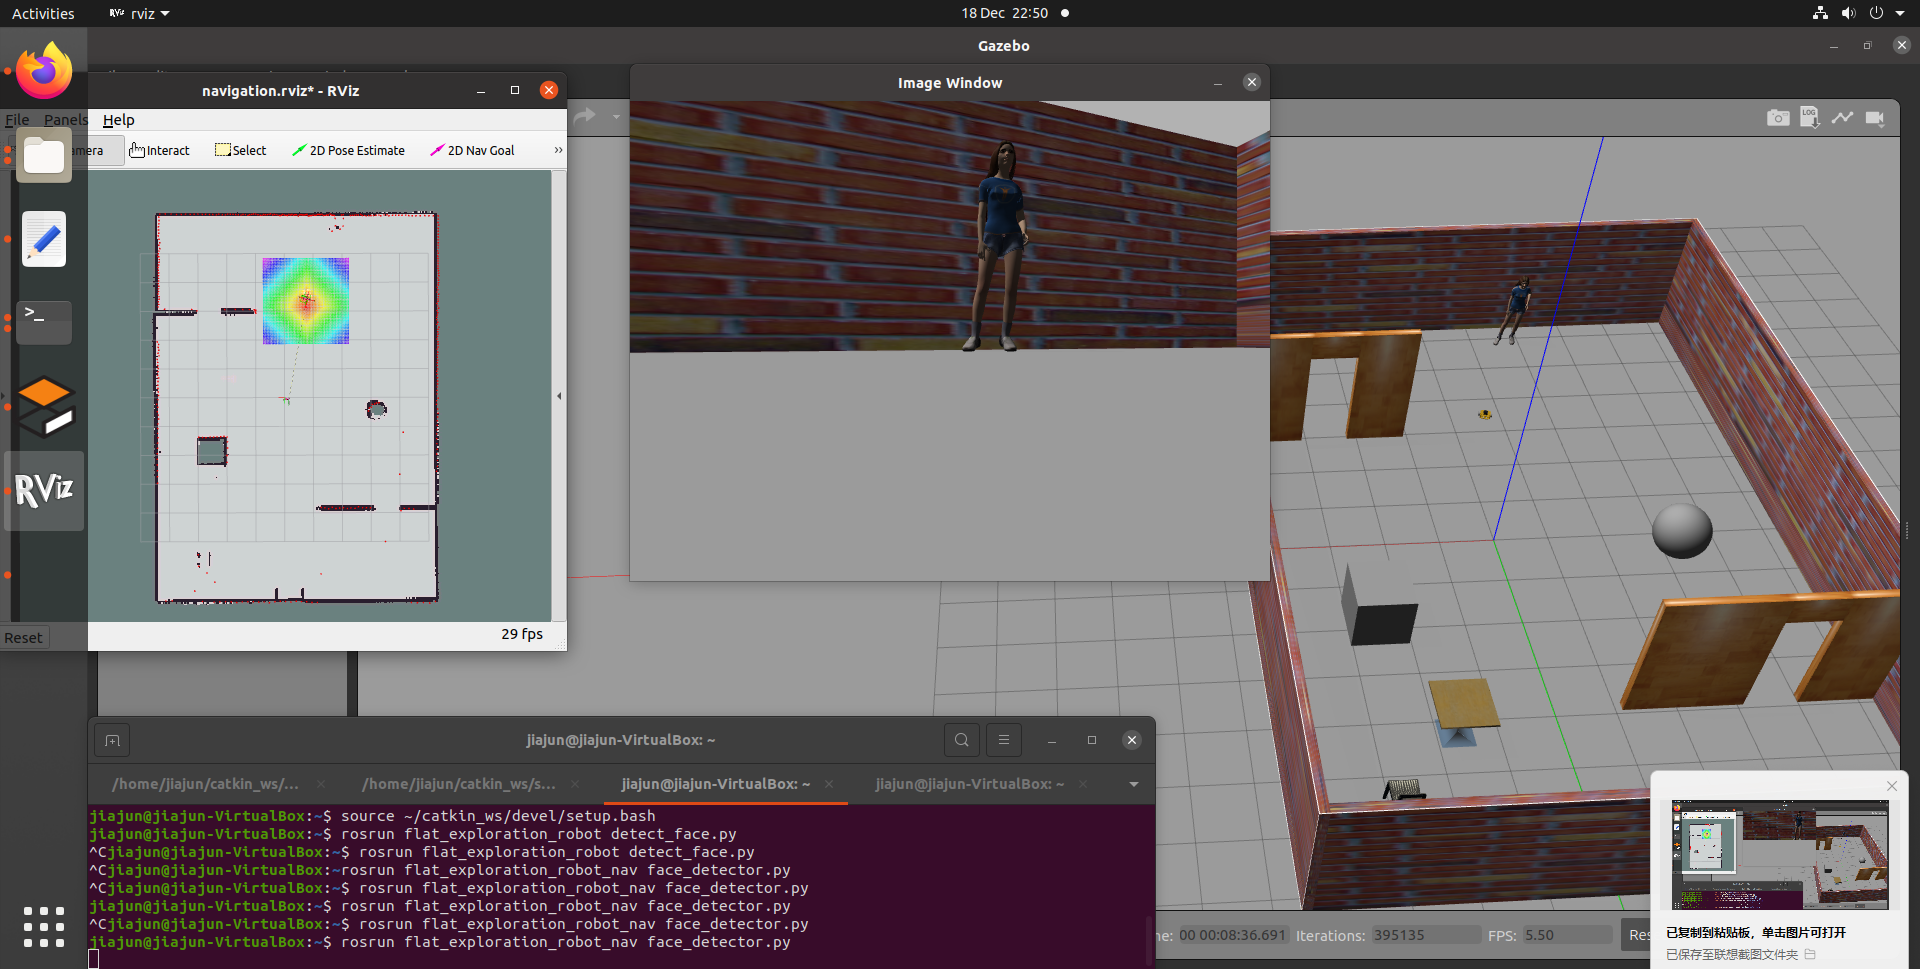 Activities
rviz
18 Dec 22:50
Gazebo
navigation.rviz* - RViz
File Panels Help
Interact
Select
2D Pose Estimate
2D Nav Goal
»
Image Window
LOG
>_
RViz
Reset
29 fps
jiajun@jiajun-VirtualBox: ~
/home/jiajun/catkin_ws/...
/home/jiajun/catkin_ws/s...
jiajun@jiajun-VirtualBox: ~
jiajun@jiajun-VirtualBox: ~
jiajun@jiajun-VirtualBox:~$ source ~/catkin_ws/devel/setup.bash
jiajun@jiajun-VirtualBox:~$ rosrun flat_exploration_robot detect_face.py
^Cjiajun@jiajun-VirtualBox:~$ rosrun flat_exploration_robot detect_face.py
^Cjiajun@jiajun-VirtualBox:~rosrun flat_exploration_robot_nav face_detector.py
^Cjiajun@jiajun-VirtualBox:~$ rosrun flat_exploration_robot_nav face_detector.py
jiajun@jiajun-VirtualBox:~$ rosrun flat_exploration_robot_nav face_detector.py
^Cjiajun@jiajun-VirtualBox:~$ rosrun flat_exploration_robot_nav face_detector.py
jiajun@jiajun-VirtualBox:~$ rosrun flat_exploration_robot_nav face_detector.py
00 00:08:36.691 Iterations: 395135 FPS: 5.50
已复制到粘贴板，单击图片可打开
已保存至联想截图文件夹